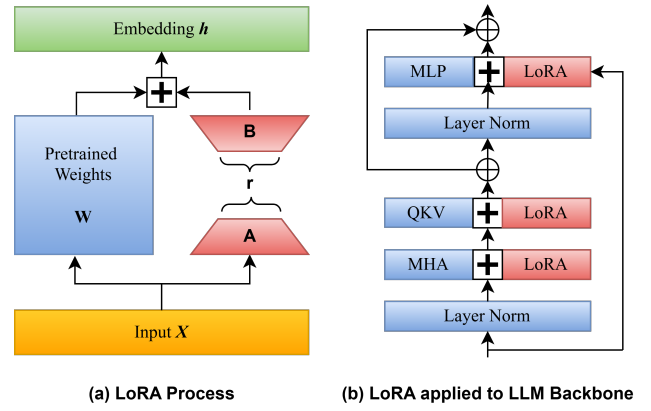 Embedding h
Pretrained
Weights
W
B
r
A
Input X
(a) LoRA Process
MLP
LoRA
Layer Norm
QKV
LoRA
MHA
LoRA
Layer Norm
(b) LoRA applied to LLM Backbone